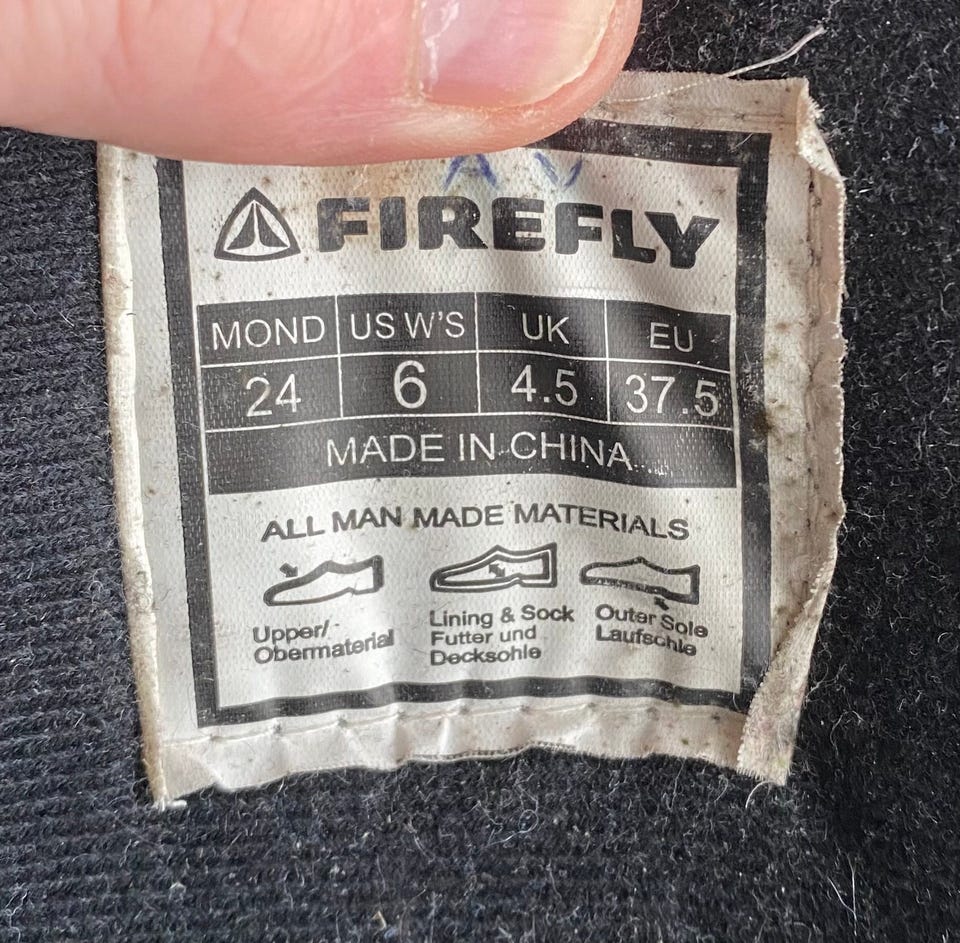 FIREFLY
MOND US W'S UK EU
24 6 4.5 37.5
MADE IN CHINA
ALL MAN MADE MATERIALS
Upper/
Obermaterial
Lining & Sock
Futter und
Decksohle
Outer Sole
Laufschle